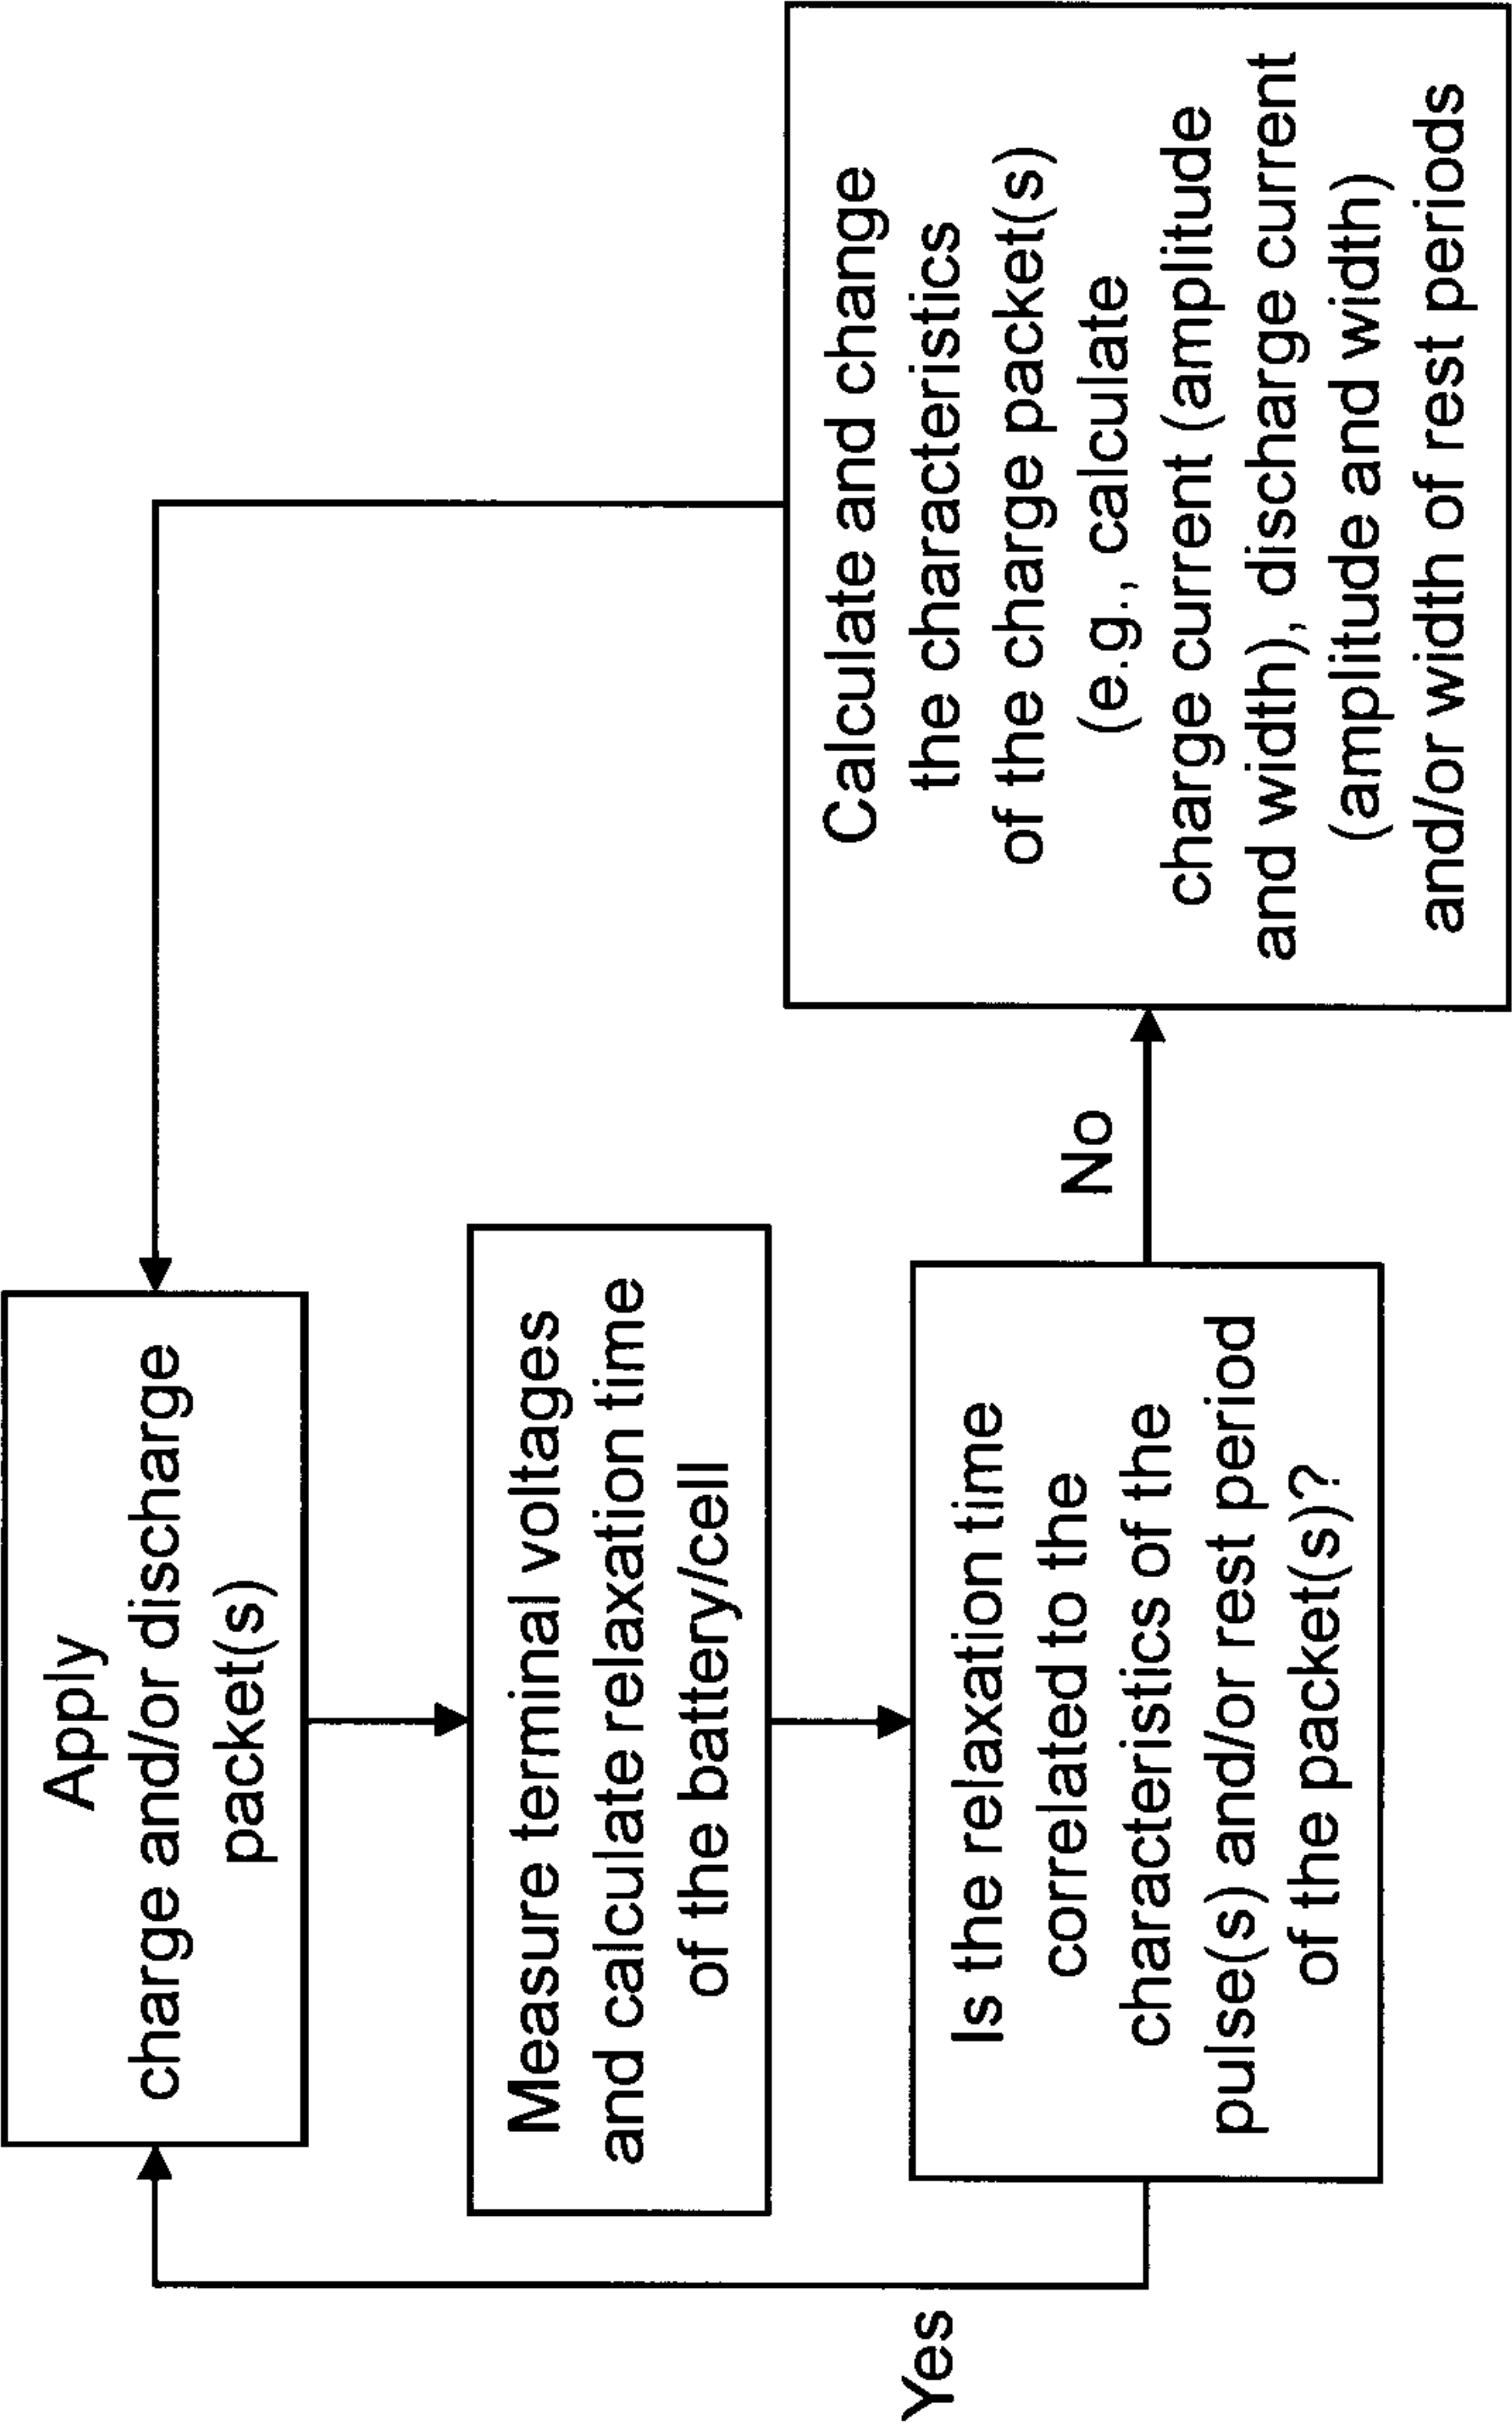 Apply
charge and/or discharge
packet(s)
Measure terminal voltages
and calculate relaxation time
of the battery/cell
Is the relaxation time
correlated to the
characteristics of the
pulse(s) and/or rest period
of the packet(s)?
Yes
No
Calculate and change
the characteristics
of the charge packet(s)
(e.g., calculate
charge current (amplitude
and width), discharge current
(amplitude and width)
and/or width of rest periods